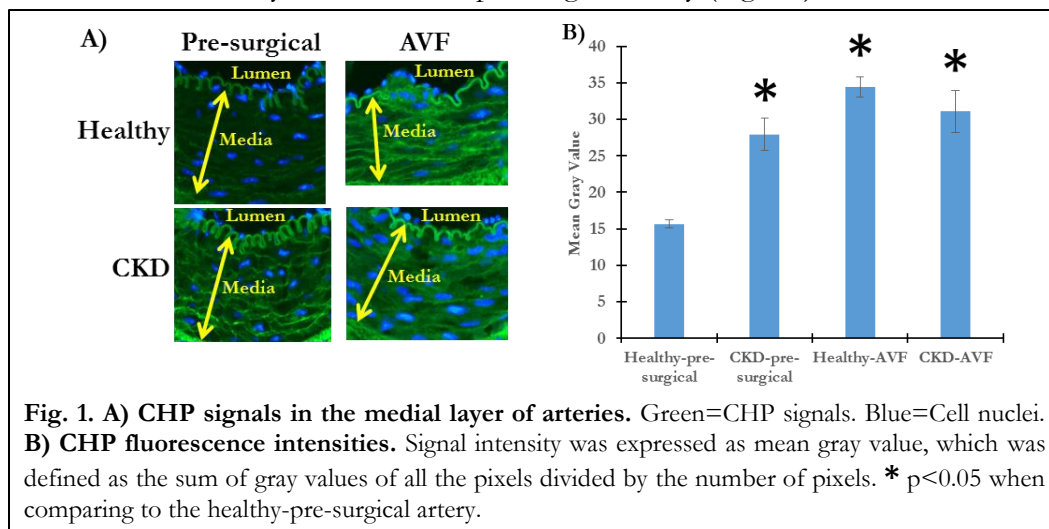 A)
Pre-surgical
AVF
Healthy
CKD
Lumen
Media
Lumen
Media
Lumen
Media
Lumen
Media
B)
Mean Gray Value
40
35
30
25
20
15
10
5
0
*
*
*
Healthy-pre-
surgical
CKD-pre-
surgical
Healthy-AVF
CKD-AVF
Fig. 1. A) CHP signals in the medial layer of arteries. Green=CHP signals. Blue=Cell nuclei.
B) CHP fluorescence intensities. Signal intensity was expressed as mean gray value, which was
defined as the sum of gray values of all the pixels divided by the number of pixels. * p<0.05 when
comparing to the healthy-pre-surgical artery.